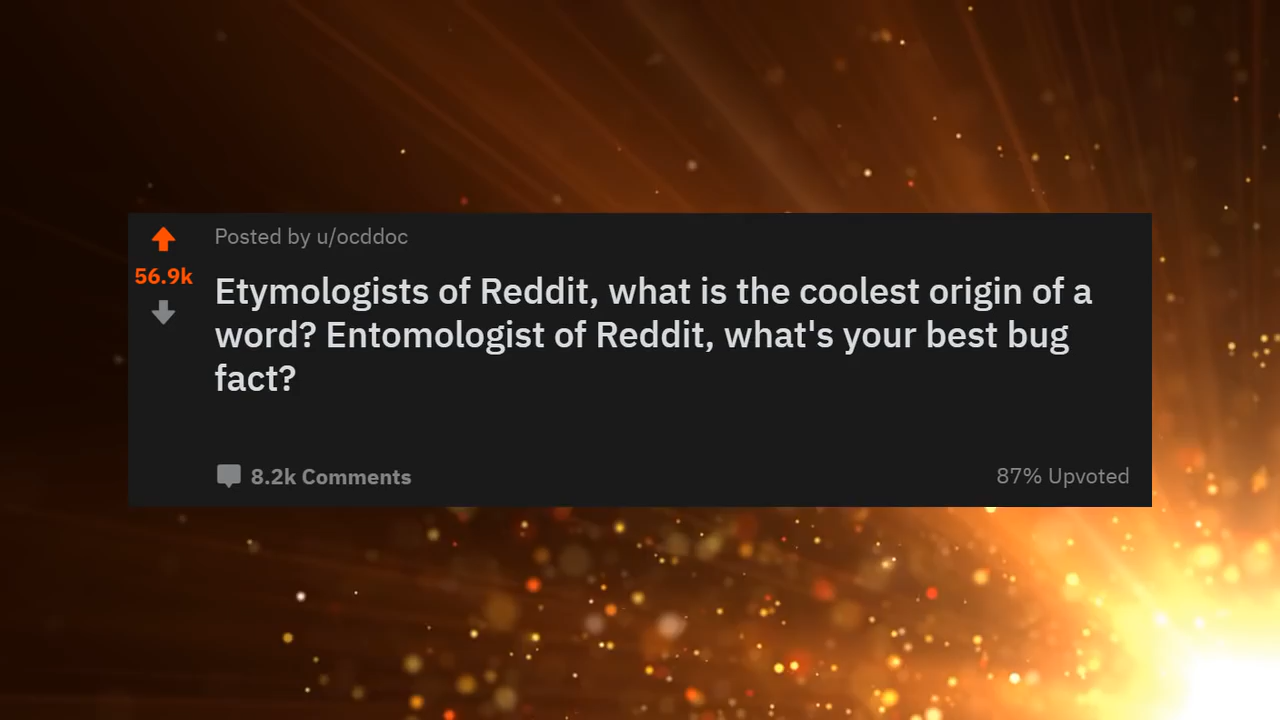 Posted by u/ocddoc
56.9k
Etymologists of Reddit, what is the coolest origin of a
word? Entomologist of Reddit, what's your best bug
fact?
8.2k Comments
87% Upvoted